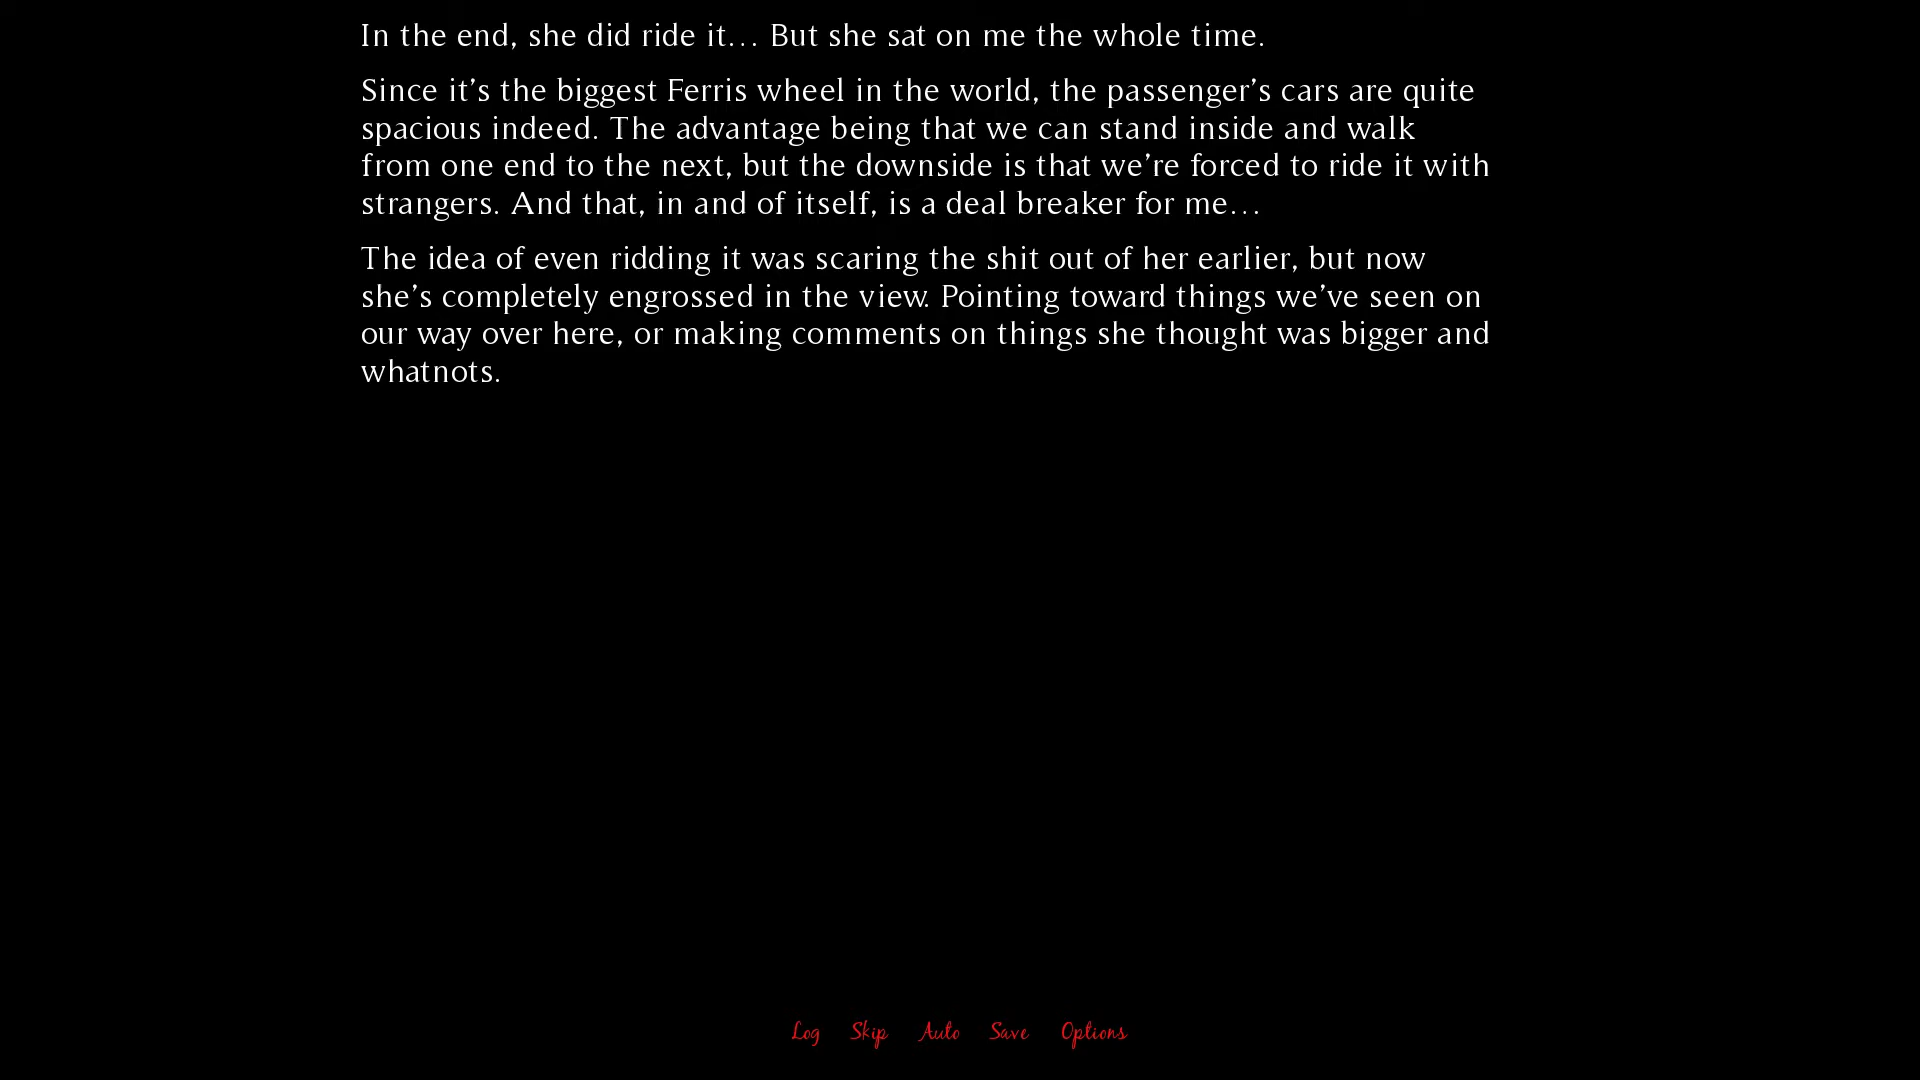 In the end, she did ride it… But she sat on me the whole time.
Since it’s the biggest Ferris wheel in the world, the passenger’s cars are quite
spacious indeed. The advantage being that we can stand inside and walk
from one end to the next, but the downside is that we’re forced to ride it with
strangers. And that, in and of itself, is a deal breaker for me…
The idea of even ridding it was scaring the shit out of her earlier, but now
she’s completely engrossed in the view. Pointing toward things we’ve seen on
our way over here, or making comments on things she thought was bigger and
whatnots.
Log Skip Auto Save Options